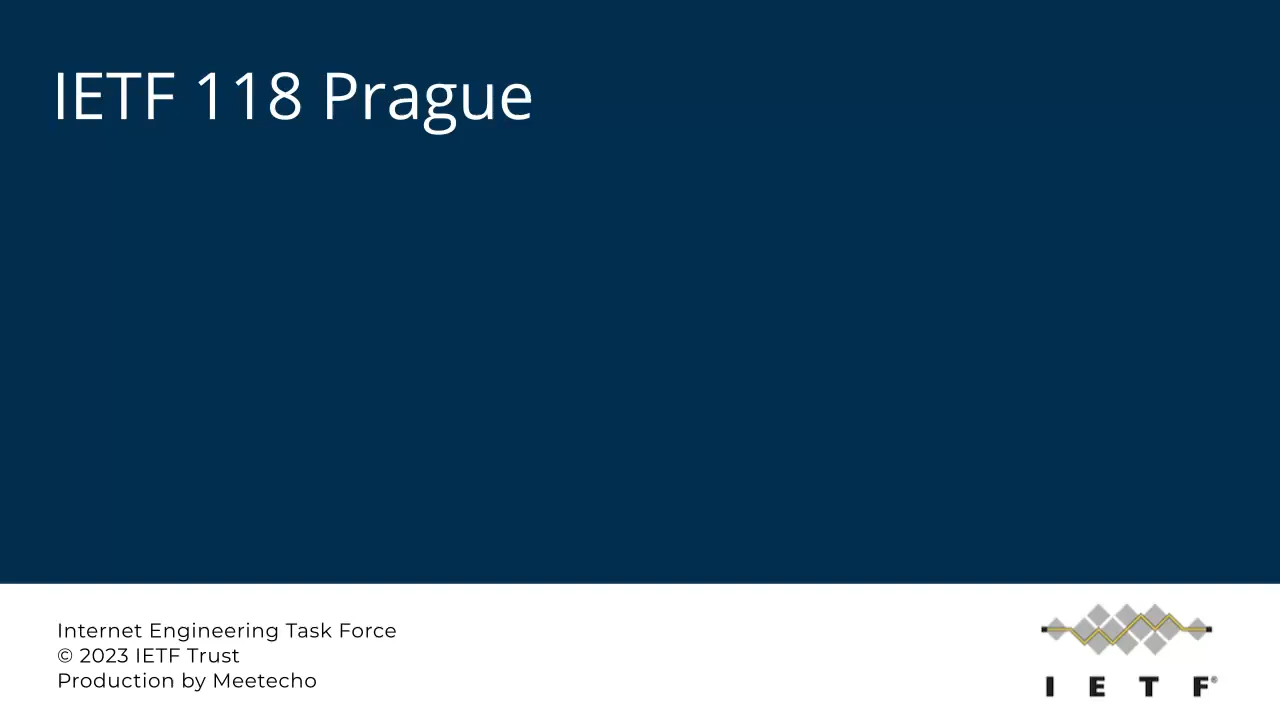 IETF 118 Prague
Internet Engineering Task Force
© 2023 IETF Trust
Production by Meetecho
I E T F®